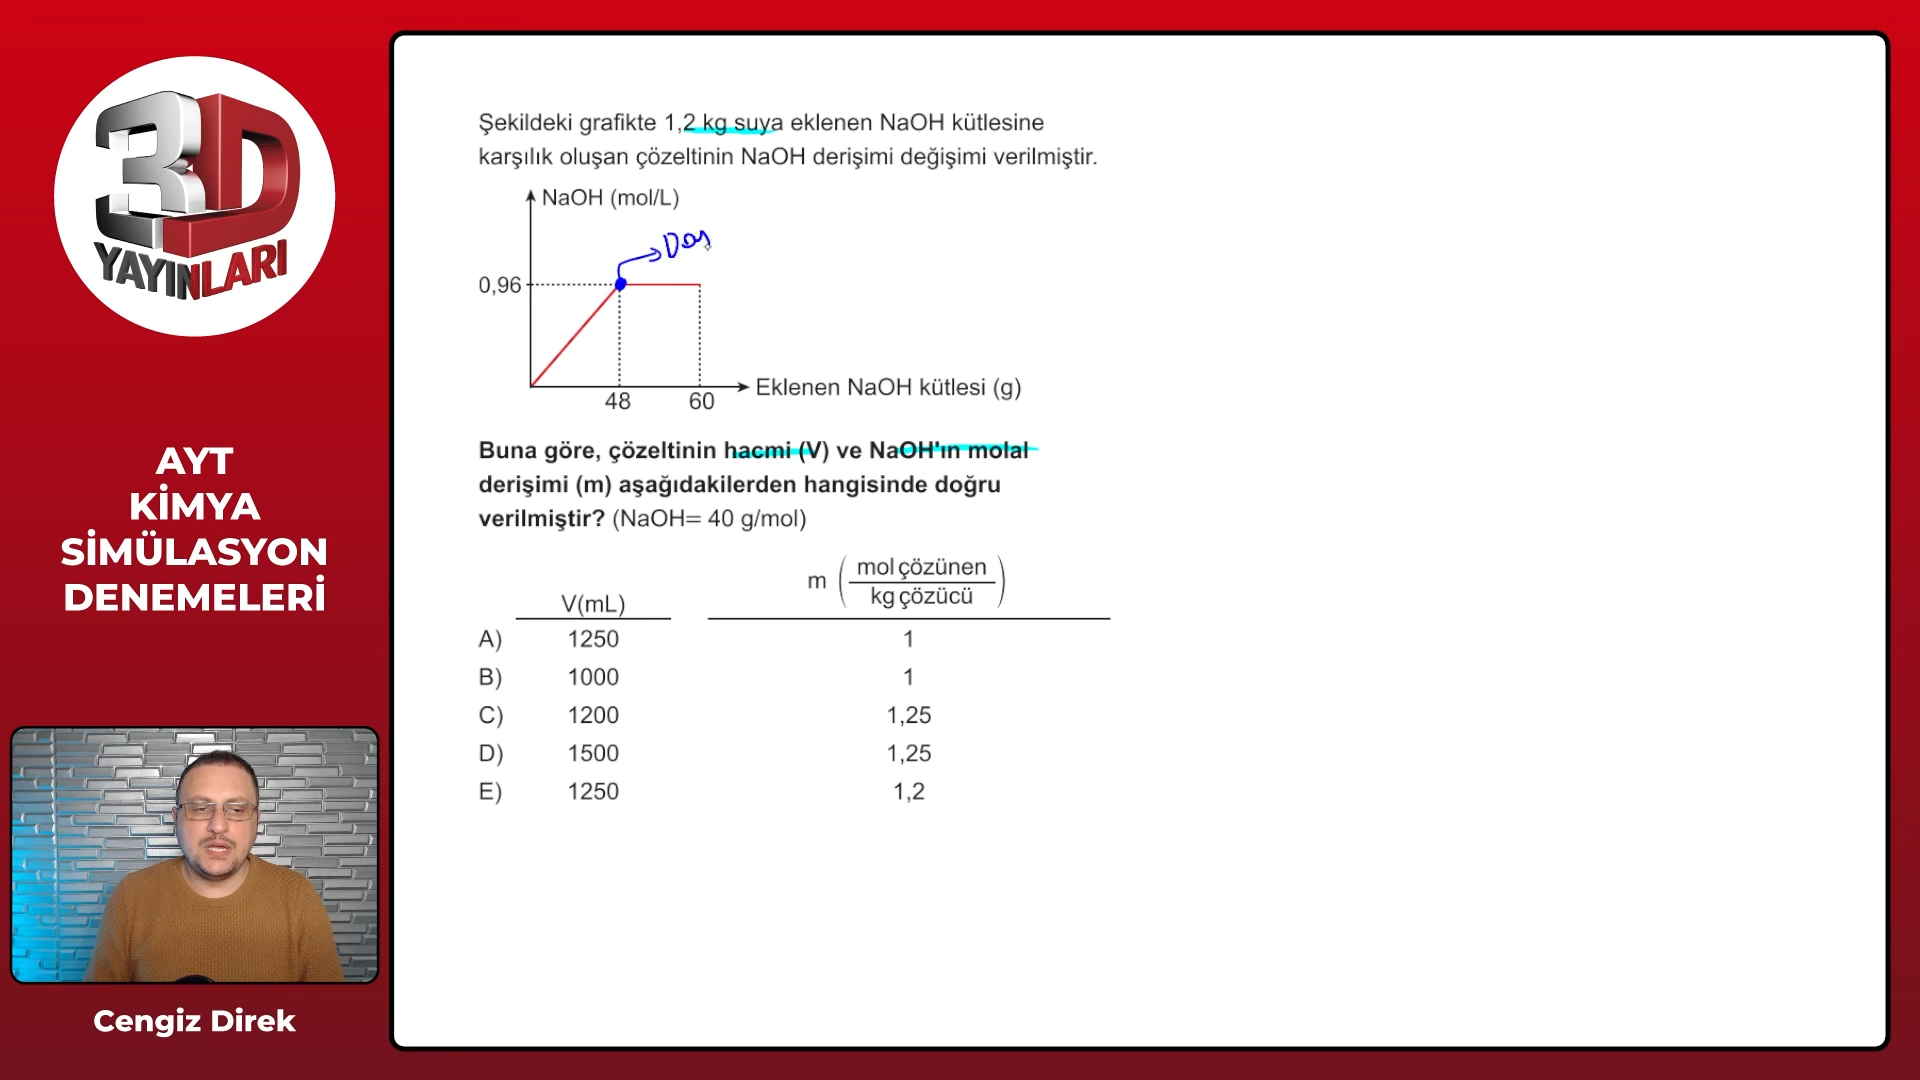 3D
YAYINLARI
AYT
KİMYA
SİMÜLASYON
DENEMELERİ
Cengiz Direk
Şekildeki grafikte 1,2 kg suya eklenen NaOH kütlesine
karşılık oluşan çözeltinin NaOH derişimi değişimi verilmiştir.
NaOH (mol/L)
Doy
0,96
Eklenen NaOH kütlesi (g)
48 60
Buna göre, çözeltinin hacmi (V) ve NaOH'ın molal
derişimi (m) aşağıdakilerden hangisinde doğru
verilmiştir? (NaOH= 40 g/mol)
V(mL) m (mol çözünen / kg çözücü)
A) 1250 1
B) 1000 1
C) 1200 1,25
D) 1500 1,25
E) 1250 1,2